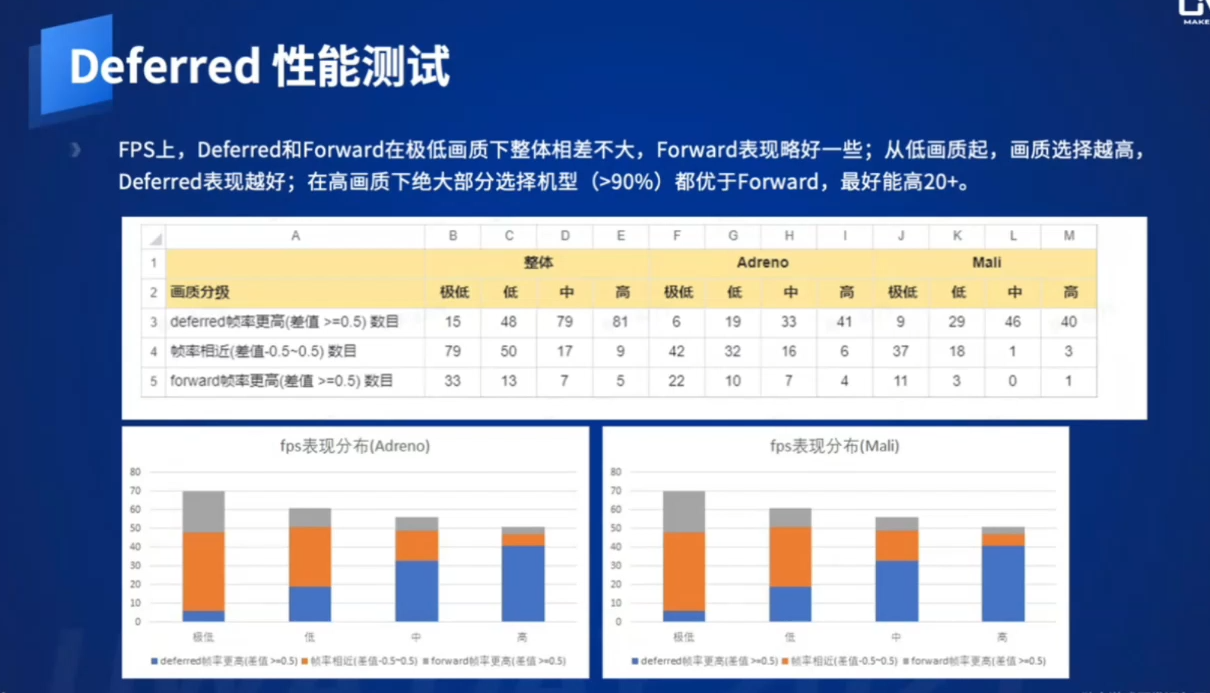 MAKE
Deferred 性能测试
FPS上，Deferred和Forward在极低画质下整体相差不大，Forward表现略好一些；从低画质起，画质选择越高，
Deferred表现越好；在高画质下绝大部分选择机型（>90%）都优于Forward，最好能高20+。
A B C D E F G H I J K L M
1 整体 Adreno Mali
2 画质分级 极低 低 中 高 极低 低 中 高 极低 低 中 高
3 deferred帧率更高(差值 >=0.5) 数目 15 48 79 81 6 19 33 41 9 29 46 40
4 帧率相近(差值-0.5~0.5) 数目 79 50 17 9 42 32 16 6 37 18 1 3
5 forward帧率更高(差值 >=0.5) 数目 33 13 7 5 22 10 7 4 11 3 0 1
fps表现分布(Adreno)
80
70
60
50
40
30
20
10
0
极低 低 中 高
deferred帧率更高(差值 >=0.5) 帧率相近(差值-0.5~0.5) forward帧率更高(差值 >=0.5)
fps表现分布(Mali)
80
70
60
50
40
30
20
10
0
极低 低 中 高
deferred帧率更高(差值 >=0.5) 帧率相近(差值-0.5~0.5) forward帧率更高(差值 >=0.5)